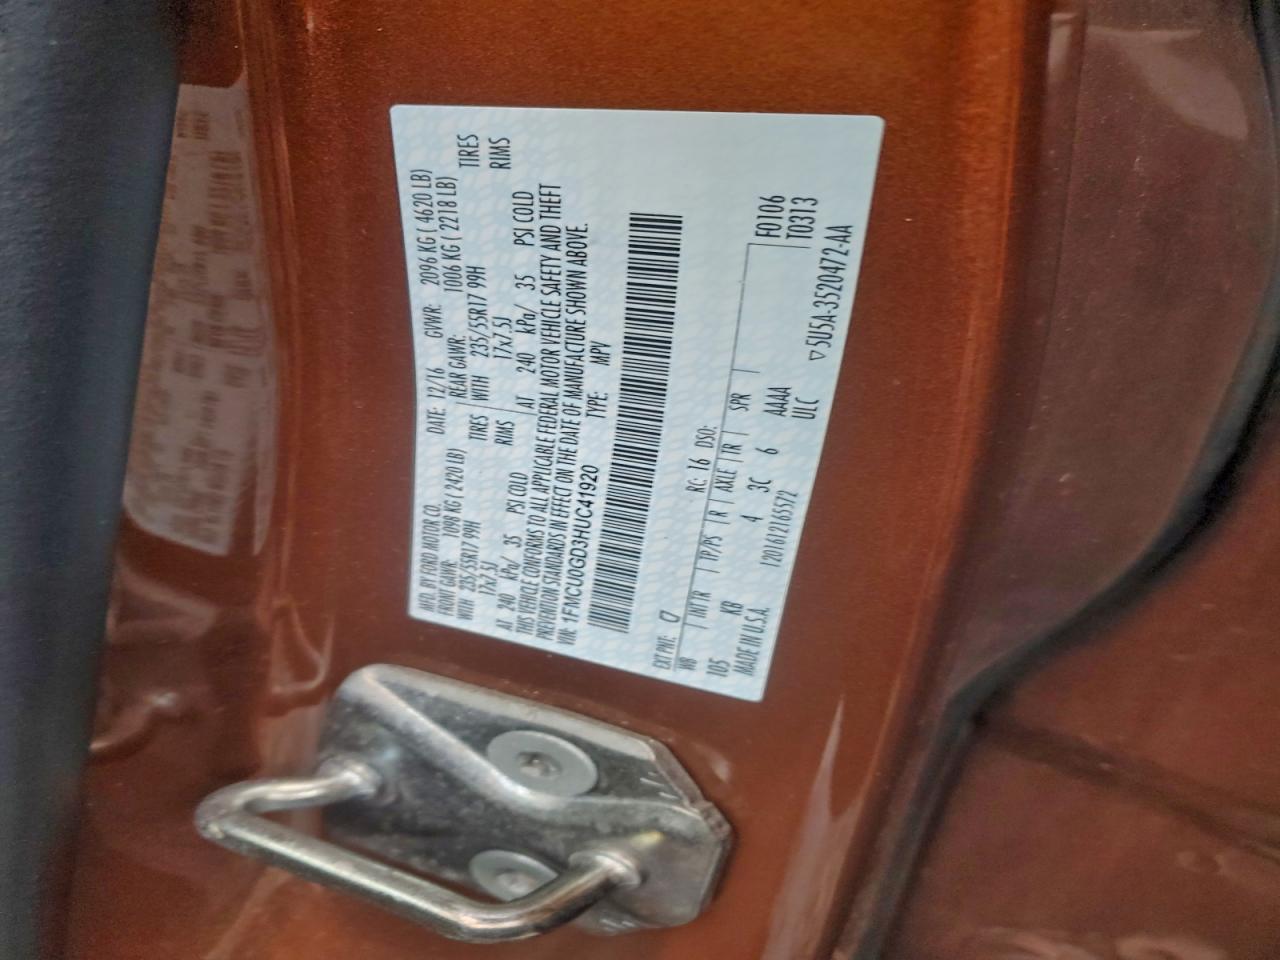 MFD. BY FORD MOTOR CO.
DATE: 12/16 GVWR: 2096 KG ( 4620 LB)
FRONT GAWR: 1098 KG ( 2420 LB) REAR GAWR: 1006 KG ( 2218 LB)
WITH 235/55R17 99H TIRES WITH 235/55R17 99H TIRES
17x7.5J RIMS 17x7.5J RIMS
AT 240 kPa/ 35 PSI COLD AT 240 kPa/ 35 PSI COLD
THIS VEHICLE CONFORMS TO ALL APPLICABLE FEDERAL MOTOR VEHICLE SAFETY AND THEFT
PREVENTION STANDARDS IN EFFECT ON THE DATE OF MANUFACTURE SHOWN ABOVE.
VIN: 1FMCU0GD3HUC41920 TYPE: MPV
EXT PNT: RC: 16 DSO: F0106
WB INT TR TP/PS R AXLE TR SPR T0313
105 KB 4 3C 6 AAAA
MADE IN U.S.A. 1201612165572 ULC ▽5U5A-3520472-AA